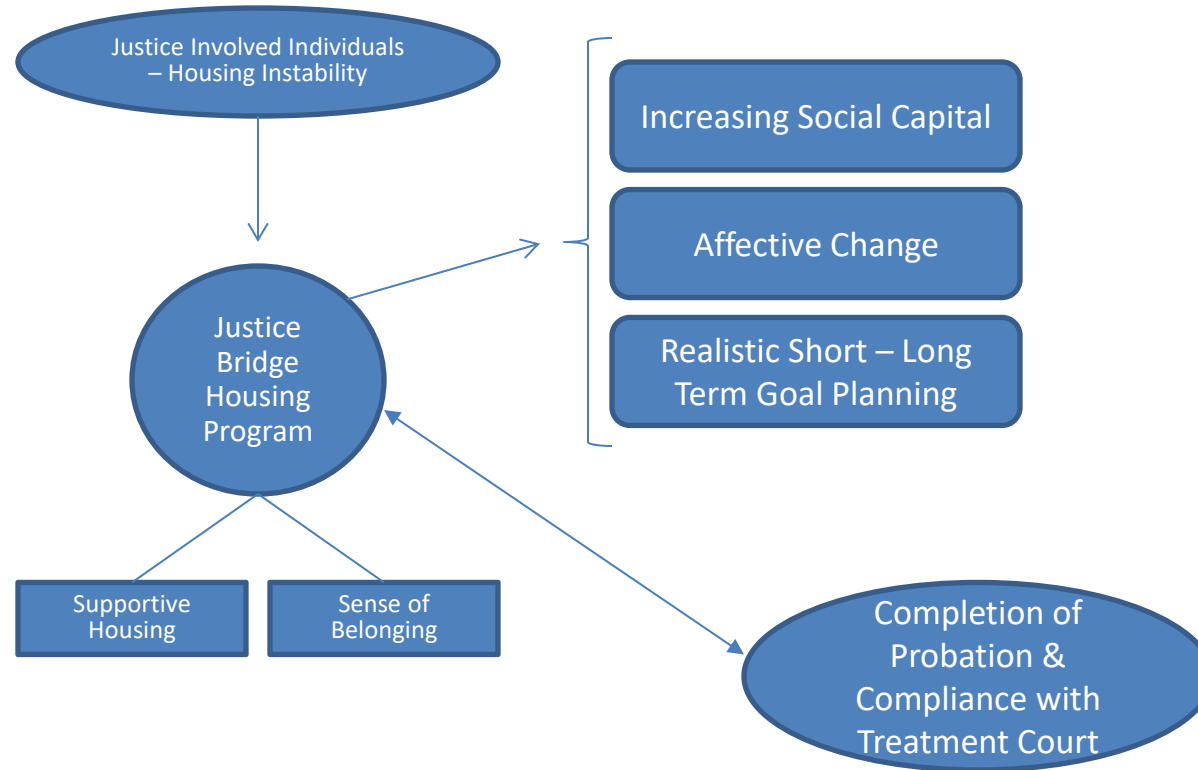 Justice Involved Individuals
– Housing Instability
Increasing Social Capital
Affective Change
Realistic Short – Long
Term Goal Planning
Justice
Bridge
Housing
Program
Supportive
Housing
Sense of
Belonging
Completion of
Probation &
Compliance with
Treatment Court